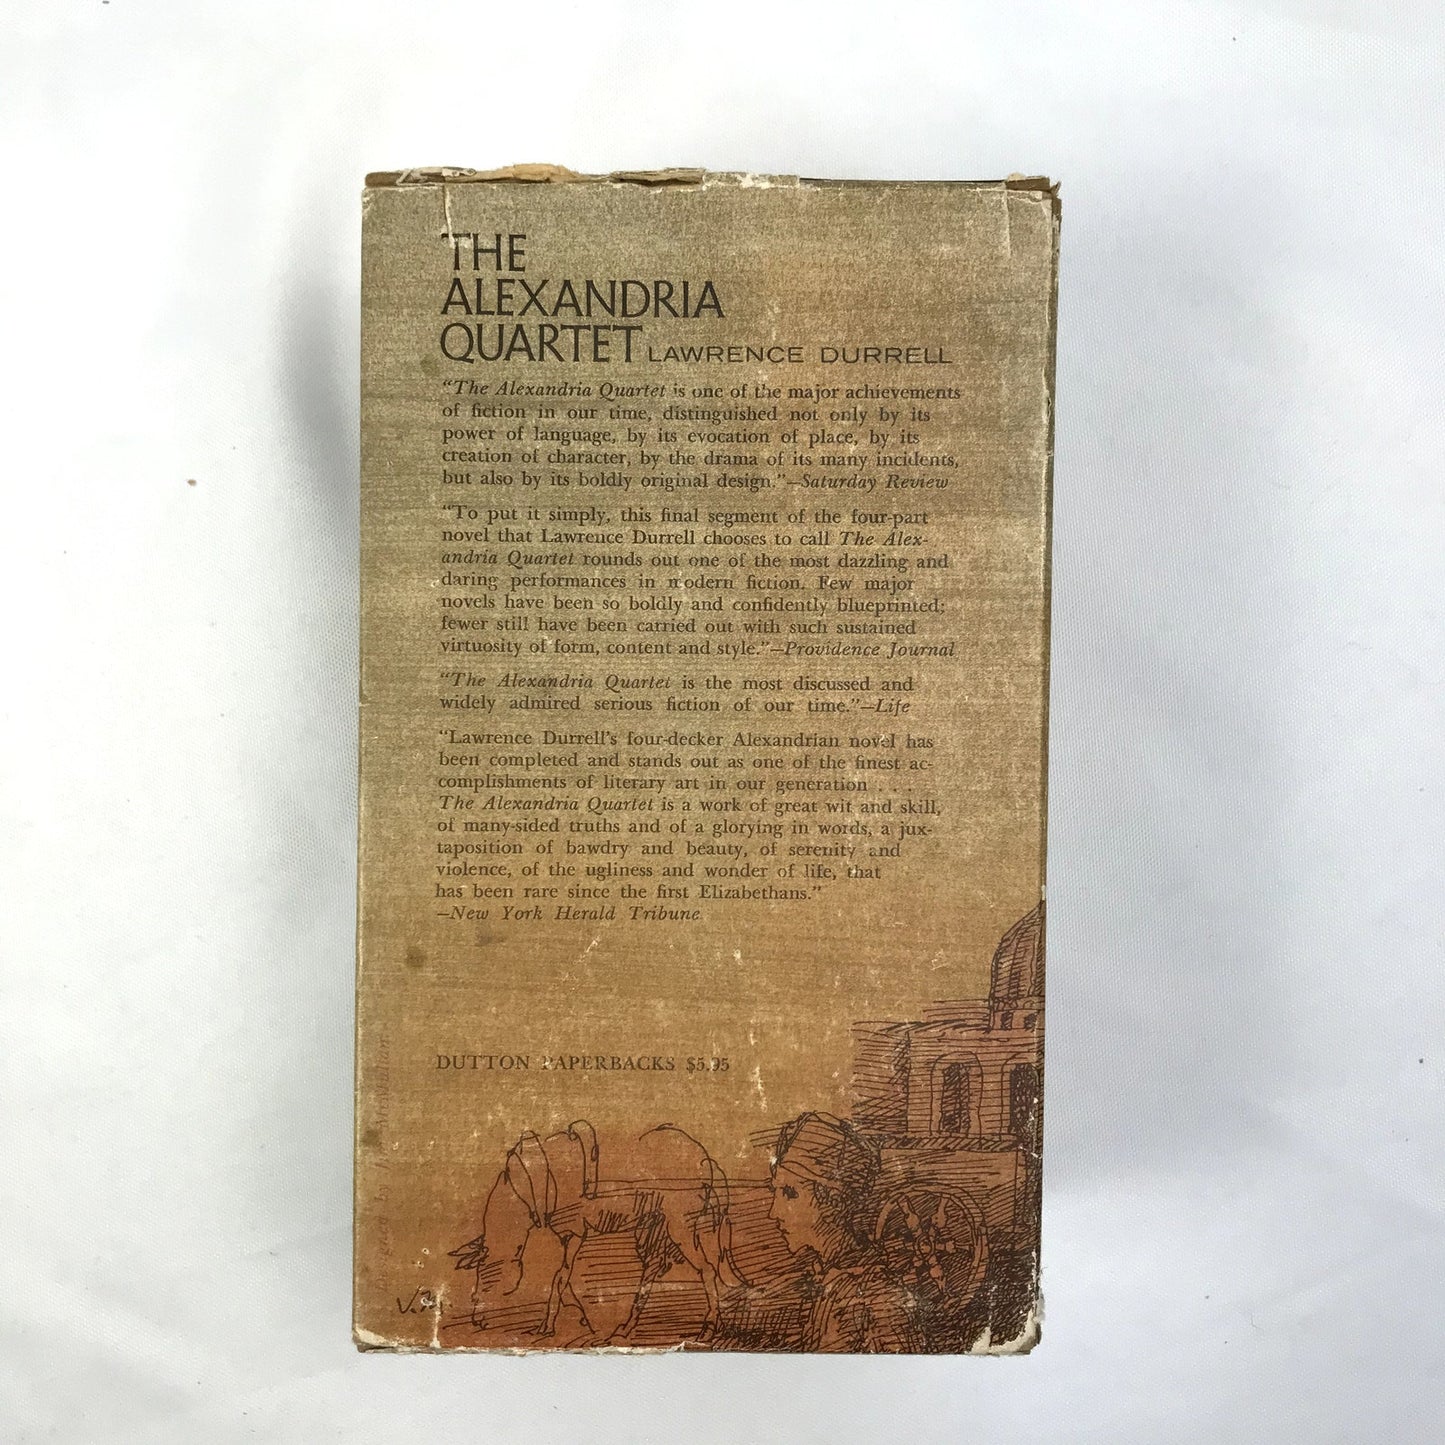 THE
ALEXANDRIA
QUARTET LAWRENCE DURRELL
“The Alexandria Quartet is one of the major achievements
of fiction in our time, distinguished not only by its
power of language, by its evocation of place, by its
creation of character, by the drama of its many incidents,
but also by its boldly original design.”—Saturday Review
“To put it simply, this final segment of the four-part
novel that Lawrence Durrell chooses to call The Alex-
andria Quartet rounds out one of the most dazzling and
daring performances in modern fiction. Few major
novels have been so boldly and confidently blueprinted;
fewer still have been carried out with such sustained
virtuosity of form, content and style.”—Providence Journal
“The Alexandria Quartet is the most discussed and
widely admired serious fiction of our time.”—Life
“Lawrence Durrell’s four-decker Alexandrian novel has
been completed and stands out as one of the finest ac-
complishments of literary art in our generation . . .
The Alexandria Quartet is a work of great wit and skill,
of many-sided truths and of a glorying in words, a jux-
taposition of bawdry and beauty, of serenity and
violence, of the ugliness and wonder of life, that
has been rare since the first Elizabethans.”
—New York Herald Tribune
DUTTON PAPERBACKS $5.95
Designed by
V.M.